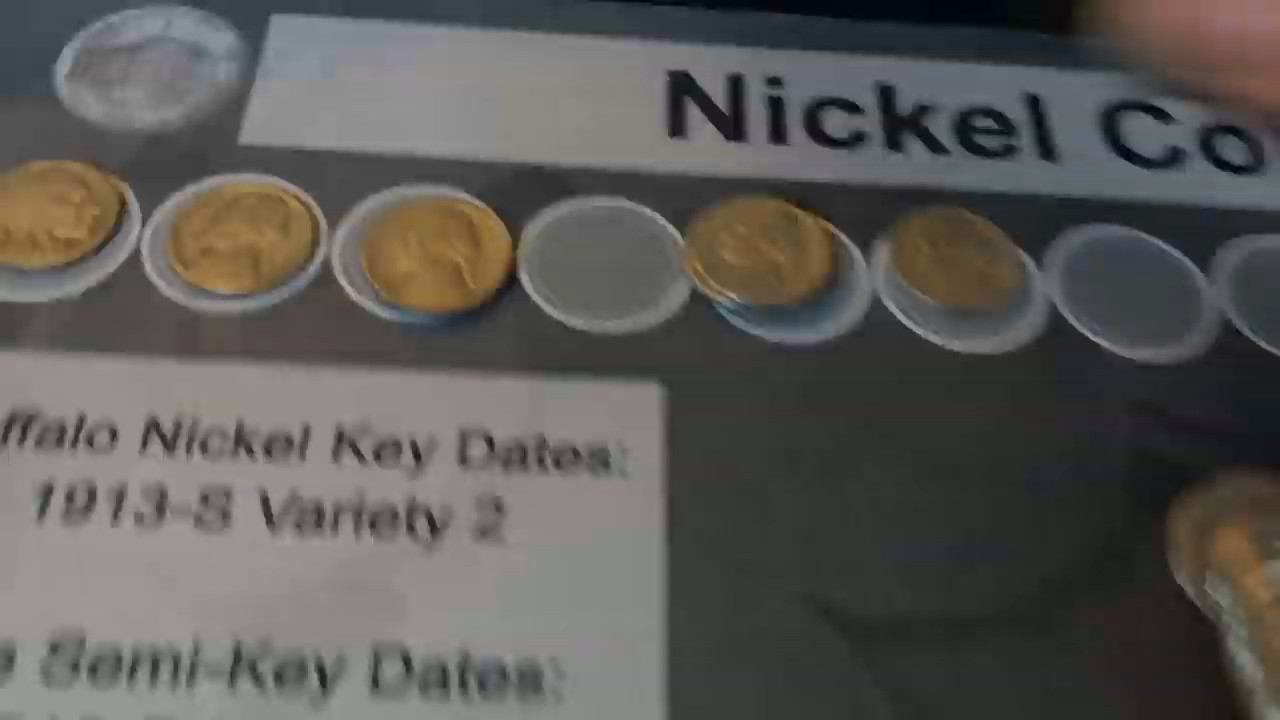 Nickel Co
ffalo Nickel Key Dates:
1913-S Variety 2
Semi-Key Dates: